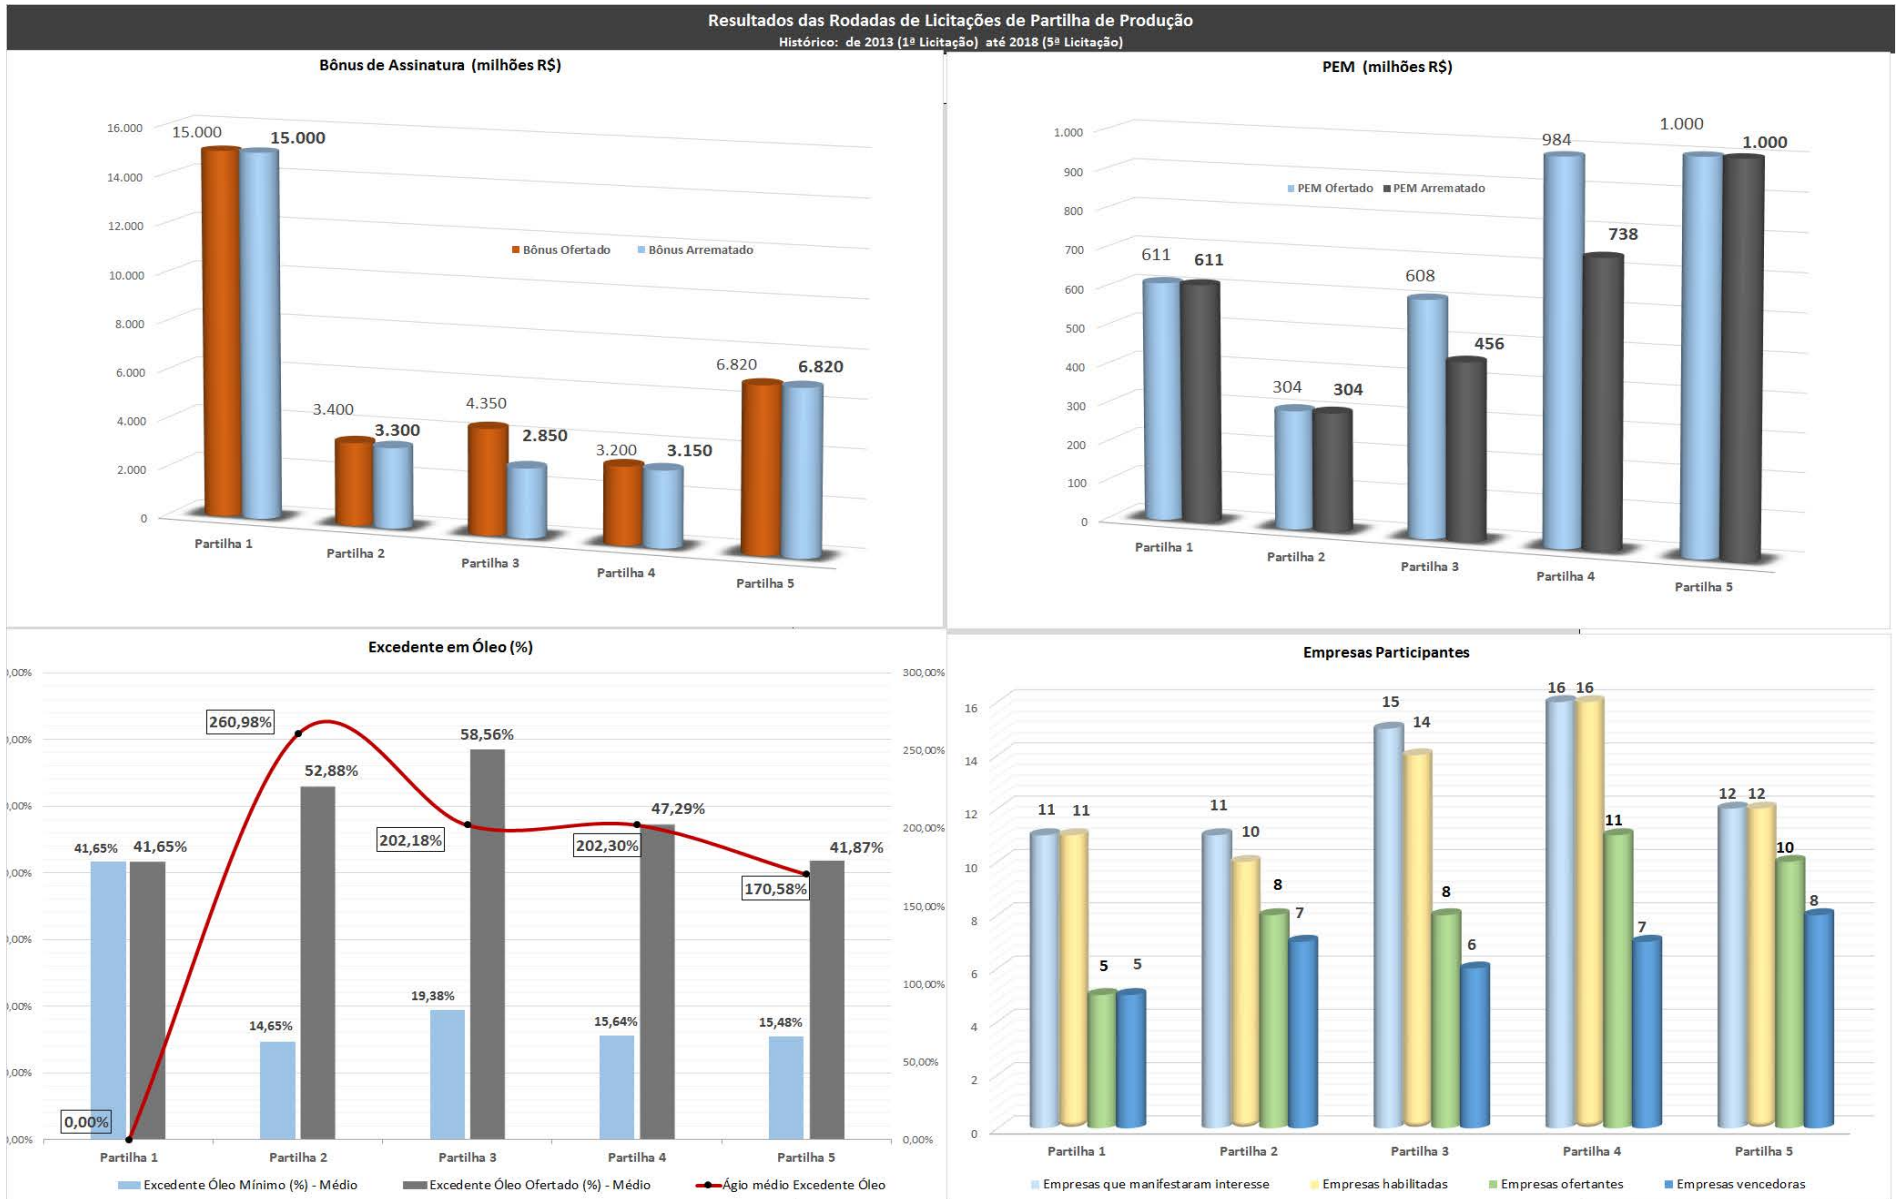 Resultados das Rodadas de Licitações de Partilha de Produção
Histórico: de 2013 (1ª Licitação) até 2018 (5ª Licitação)
Bônus de Assinatura (milhões R$)
16.000
14.000
12.000
10.000
8.000
6.000
4.000
2.000
0
15.000
15.000
3.400
3.300
4.350
2.850
3.200
3.150
6.820
6.820
Bônus Ofertado
Bônus Arrematado
Partilha 1
Partilha 2
Partilha 3
Partilha 4
Partilha 5
PEM (milhões R$)
1.000
900
800
700
600
500
400
300
200
100
0
611
611
304
304
608
456
984
738
1.000
1.000
PEM Ofertado
PEM Arrematado
Partilha 1
Partilha 2
Partilha 3
Partilha 4
Partilha 5
Excedente em Óleo (%)
300,00%
250,00%
200,00%
150,00%
100,00%
50,00%
0,00%
41,65%
41,65%
0,00%
260,98%
52,88%
14,65%
58,56%
202,18%
19,38%
47,29%
202,30%
15,64%
41,87%
170,58%
15,48%
Partilha 1
Partilha 2
Partilha 3
Partilha 4
Partilha 5
Excedente Óleo Mínimo (%) - Médio
Excedente Óleo Ofertado (%) - Médio
Ágio médio Excedente Óleo
Empresas Participantes
16
14
12
10
8
6
4
2
0
11
11
5
5
11
10
8
7
15
14
8
6
16
16
11
7
12
12
10
8
Partilha 1
Partilha 2
Partilha 3
Partilha 4
Partilha 5
Empresas que manifestaram interesse
Empresas habilitadas
Empresas ofertantes
Empresas vencedoras